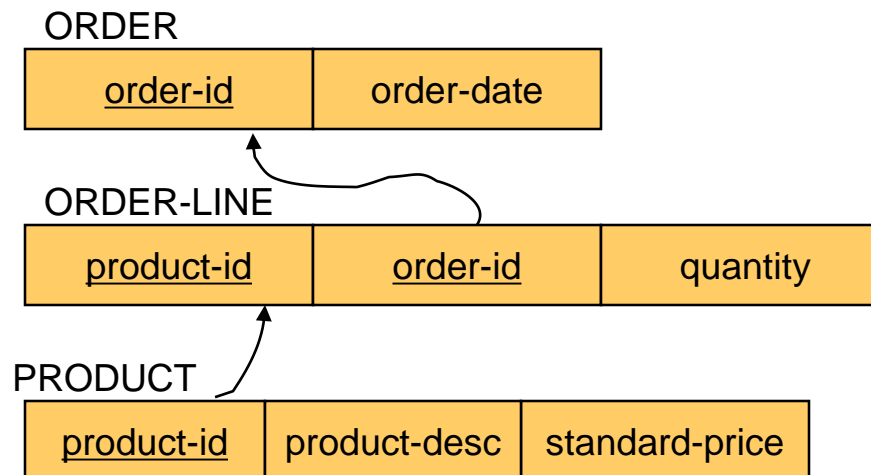 ORDER
order-id order-date
ORDER-LINE
product-id order-id quantity
PRODUCT
product-id product-desc standard-price